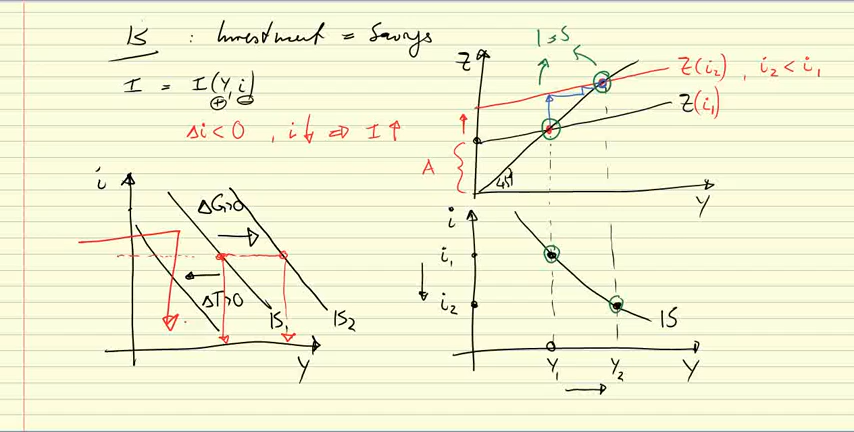 IS : Investment = Savings
I = I(Y, i)
+ −
Δi<0 , i↓ ⇒ I↑
I = S
Z
Z(i₂) , i₂ < i₁
Z(i₁)
A
45°
Y
i
ΔG>0
ΔT>0
IS₁
IS₂
Y
i
i₁
i₂
IS
Y₁ Y₂ Y